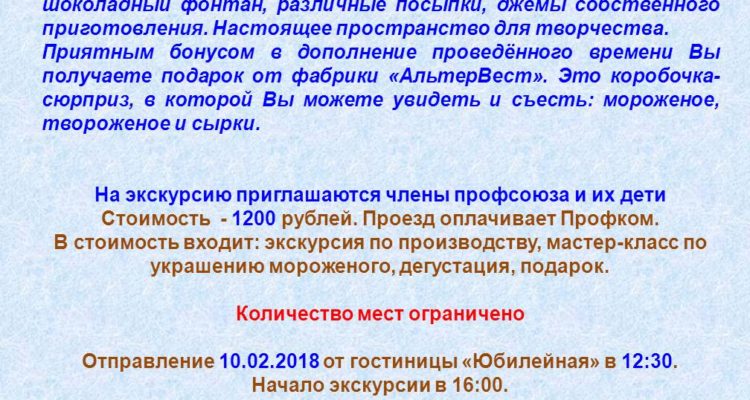 шоколадный фонтан, различные посыпки, джемы собственного
приготовления. Настоящее пространство для творчества.
Приятным бонусом в дополнение проведённого времени Вы
получаете подарок от фабрики «АльтерВест». Это коробочка-
сюрприз, в которой Вы можете увидеть и съесть: мороженое,
твороженое и сырки.
На экскурсию приглашаются члены профсоюза и их дети
Стоимость - 1200 рублей. Проезд оплачивает Профком.
В стоимость входит: экскурсия по производству, мастер-класс по
украшению мороженого, дегустация, подарок.
Количество мест ограничено
Отправление 10.02.2018 от гостиницы «Юбилейная» в 12:30.
Начало экскурсии в 16:00.